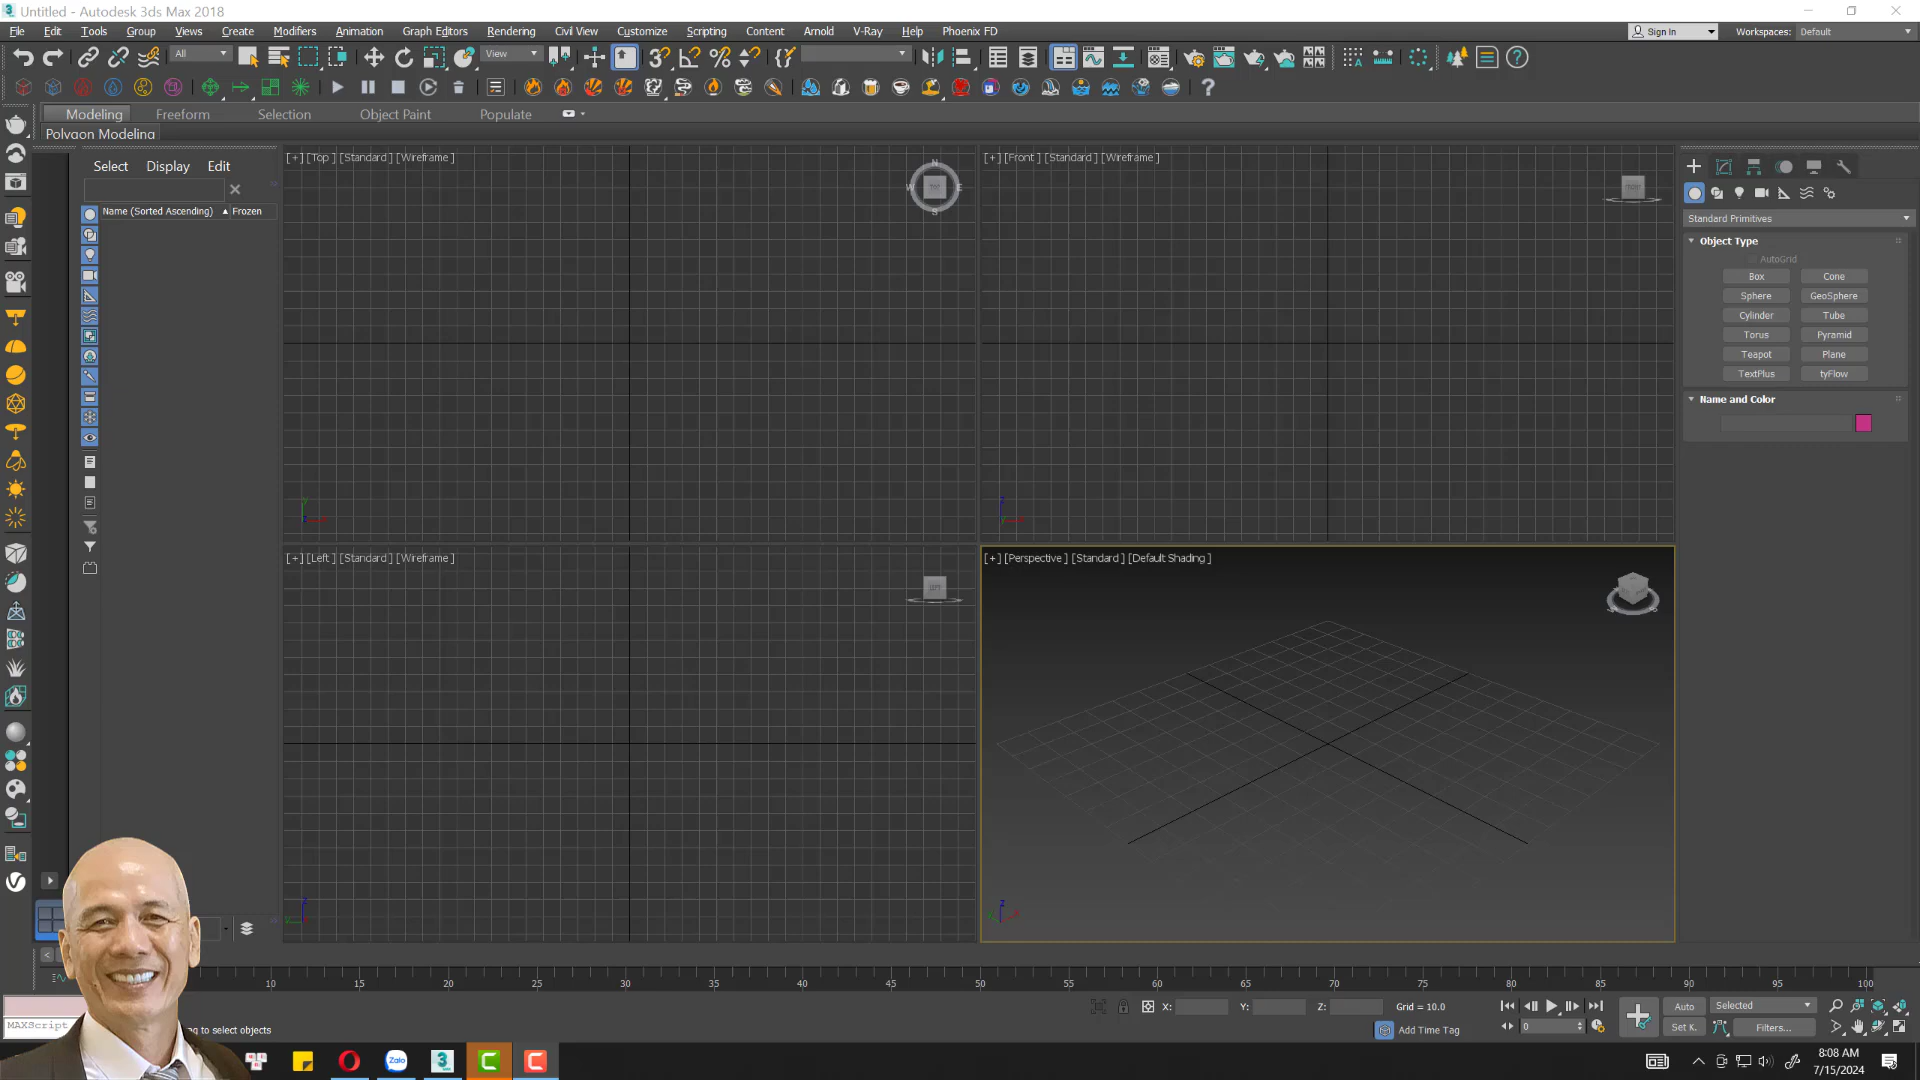 Untitled - Autodesk 3ds Max 2018
File Edit Tools Group Views Create Modifiers Animation Graph Editors Rendering Civil View Customize Scripting Content Arnold V-Ray Help Phoenix FD
Sign In Workspaces: Default
All View
Modeling Freeform Selection Object Paint Populate
Polygon Modeling
Select Display Edit
Name (Sorted Ascending) ▲ Frozen
[+] [Top ] [Standard ] [Wireframe ]
N
W TOP E
S
[+] [Front ] [Standard ] [Wireframe ]
Standard Primitives
Object Type
AutoGrid
Box Cone
Sphere GeoSphere
Cylinder Tube
Torus Pyramid
Teapot Plane
TextPlus tyFlow
Name and Color
[+] [Left ] [Standard ] [Wireframe ]
[+] [Perspective ] [Standard ] [Default Shading ]
10 15 20 25 30 35 40 45 50 55 60 65 70 75 80 85 90 95 100
X: Y: Z: Grid = 10.0
Auto Selected
MAXScript
to select objects
Add Time Tag
0
Set K. Filters...
Zalo
3
8:08 AM
7/15/2024